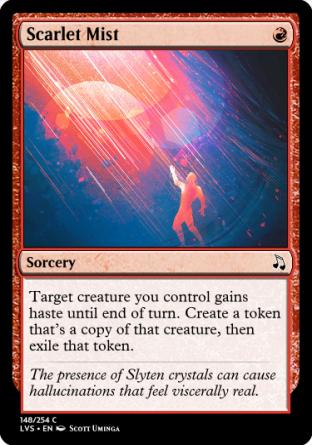 Scarlet Mist
Sorcery
Target creature you control gains
haste until end of turn. Create a token
that's a copy of that creature, then
exile that token.
The presence of Slyten crystals can cause
hallucinations that feel viscerally real.
148/254 C
LVS • EN Scott Uminga